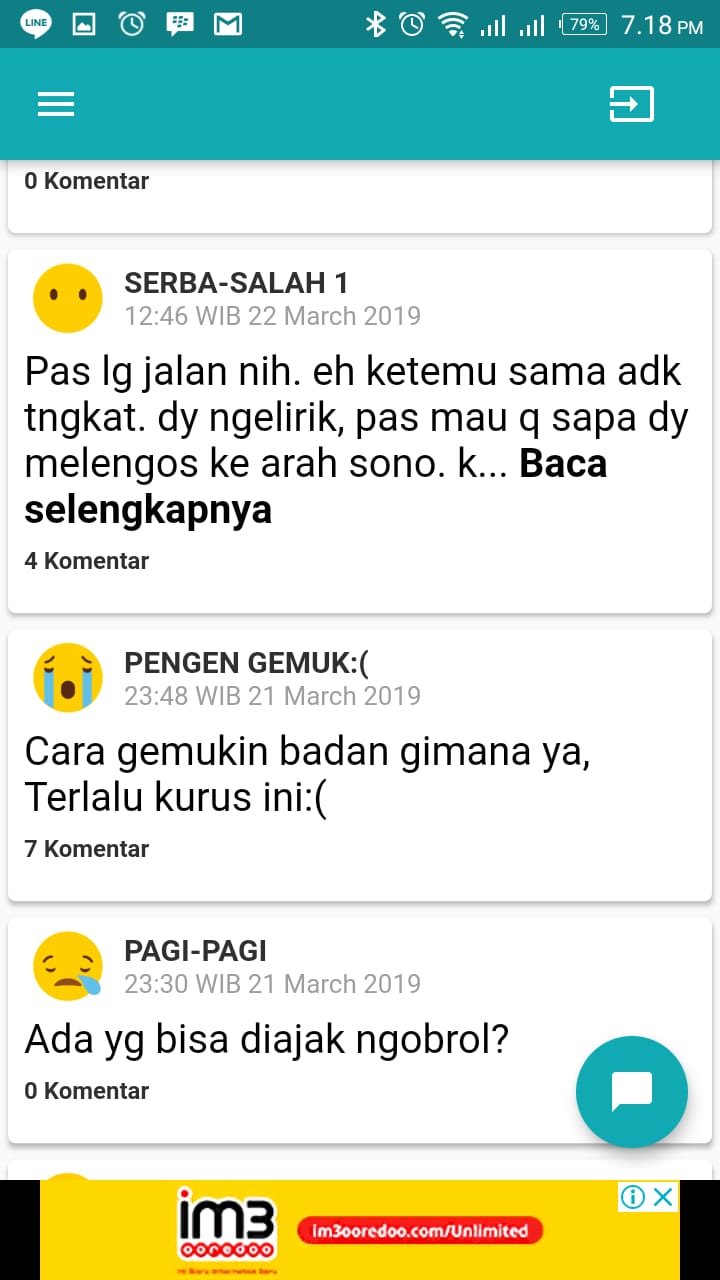 LINE
79%
7.18 PM
0 Komentar
SERBA-SALAH 1
12:46 WIB 22 March 2019
Pas lg jalan nih. eh ketemu sama adk
tngkat. dy ngelirik, pas mau q sapa dy
melengos ke arah sono. k... Baca
selengkapnya
4 Komentar
PENGEN GEMUK:(
23:48 WIB 21 March 2019
Cara gemukin badan gimana ya,
Terlalu kurus ini:(
7 Komentar
PAGI-PAGI
23:30 WIB 21 March 2019
Ada yg bisa diajak ngobrol?
0 Komentar
im3
ooredoo
im3ooredoo.com/Unlimited